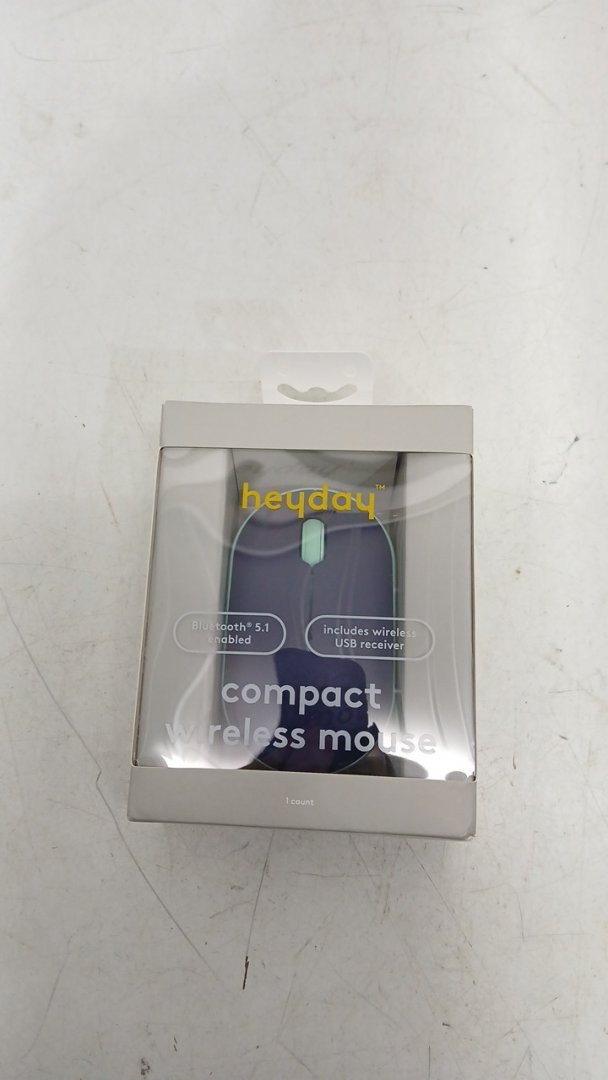 heyday™
Bluetooth® 5.1
enabled
includes wireless
USB receiver
compact
wireless mouse
1 count